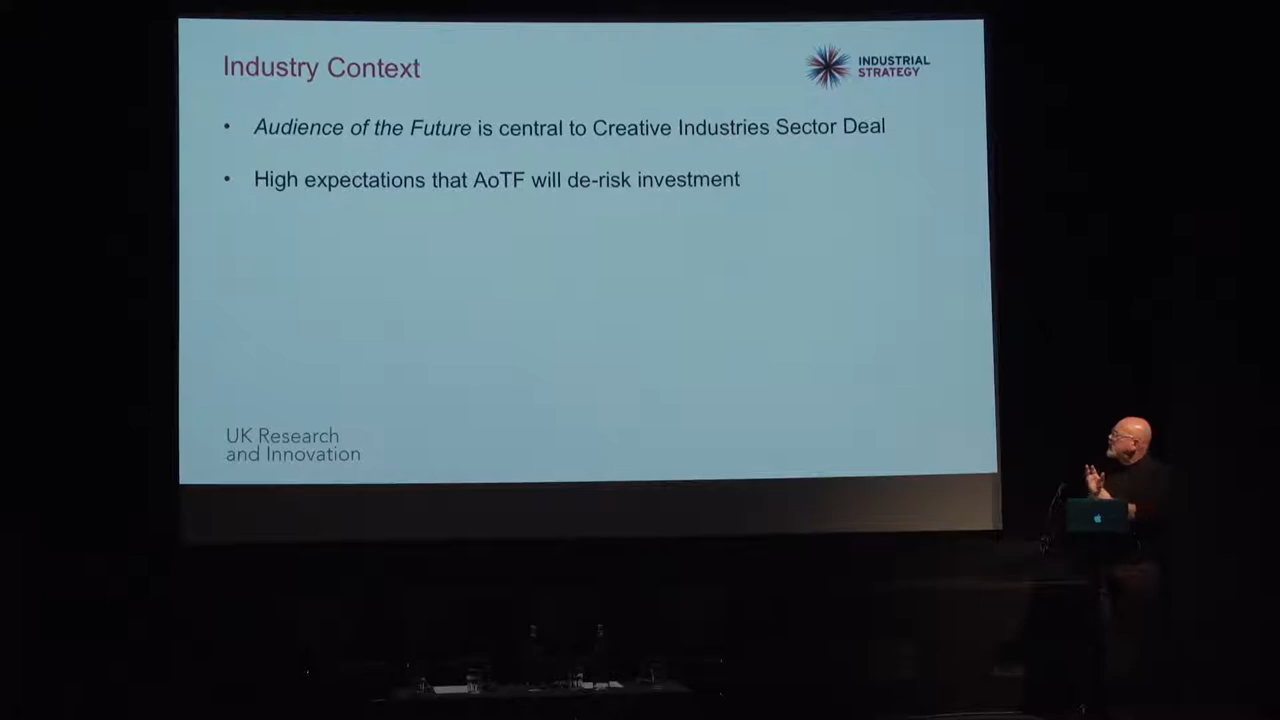 Industry Context
INDUSTRIAL
STRATEGY
• Audience of the Future is central to Creative Industries Sector Deal
• High expectations that AoTF will de-risk investment
UK Research
and Innovation